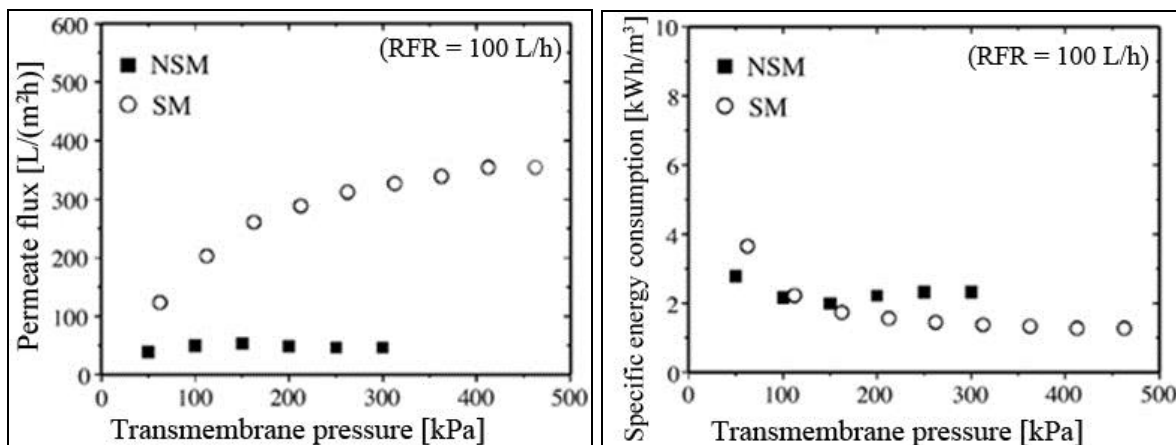 Permeate flux [L/(m²h)]
600
500
400
300
200
100
0
(RFR = 100 L/h)
NSM
SM
0 100 200 300 400 500
Transmembrane pressure [kPa]
Specific energy consumption [kWh/m³]
10
8
6
4
2
0
(RFR = 100 L/h)
NSM
SM
0 100 200 300 400 500
Transmembrane pressure [kPa]